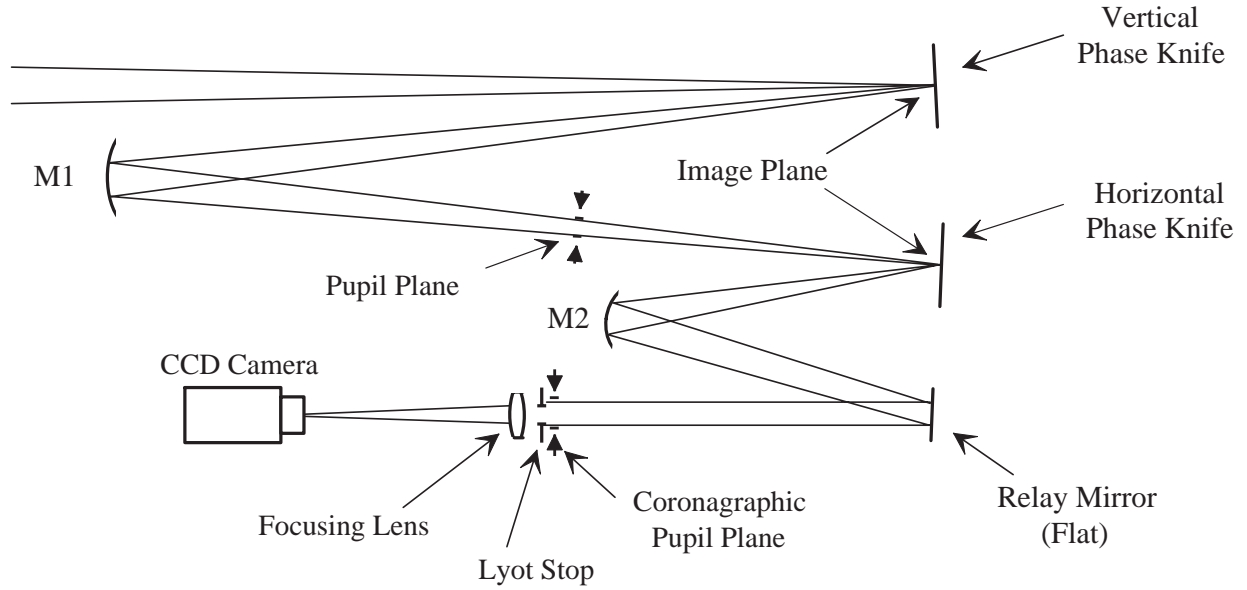 Vertical
Phase Knife
M1
Image Plane
Horizontal
Phase Knife
Pupil Plane
M2
CCD Camera
Focusing Lens
Lyot Stop
Coronagraphic
Pupil Plane
Relay Mirror
(Flat)